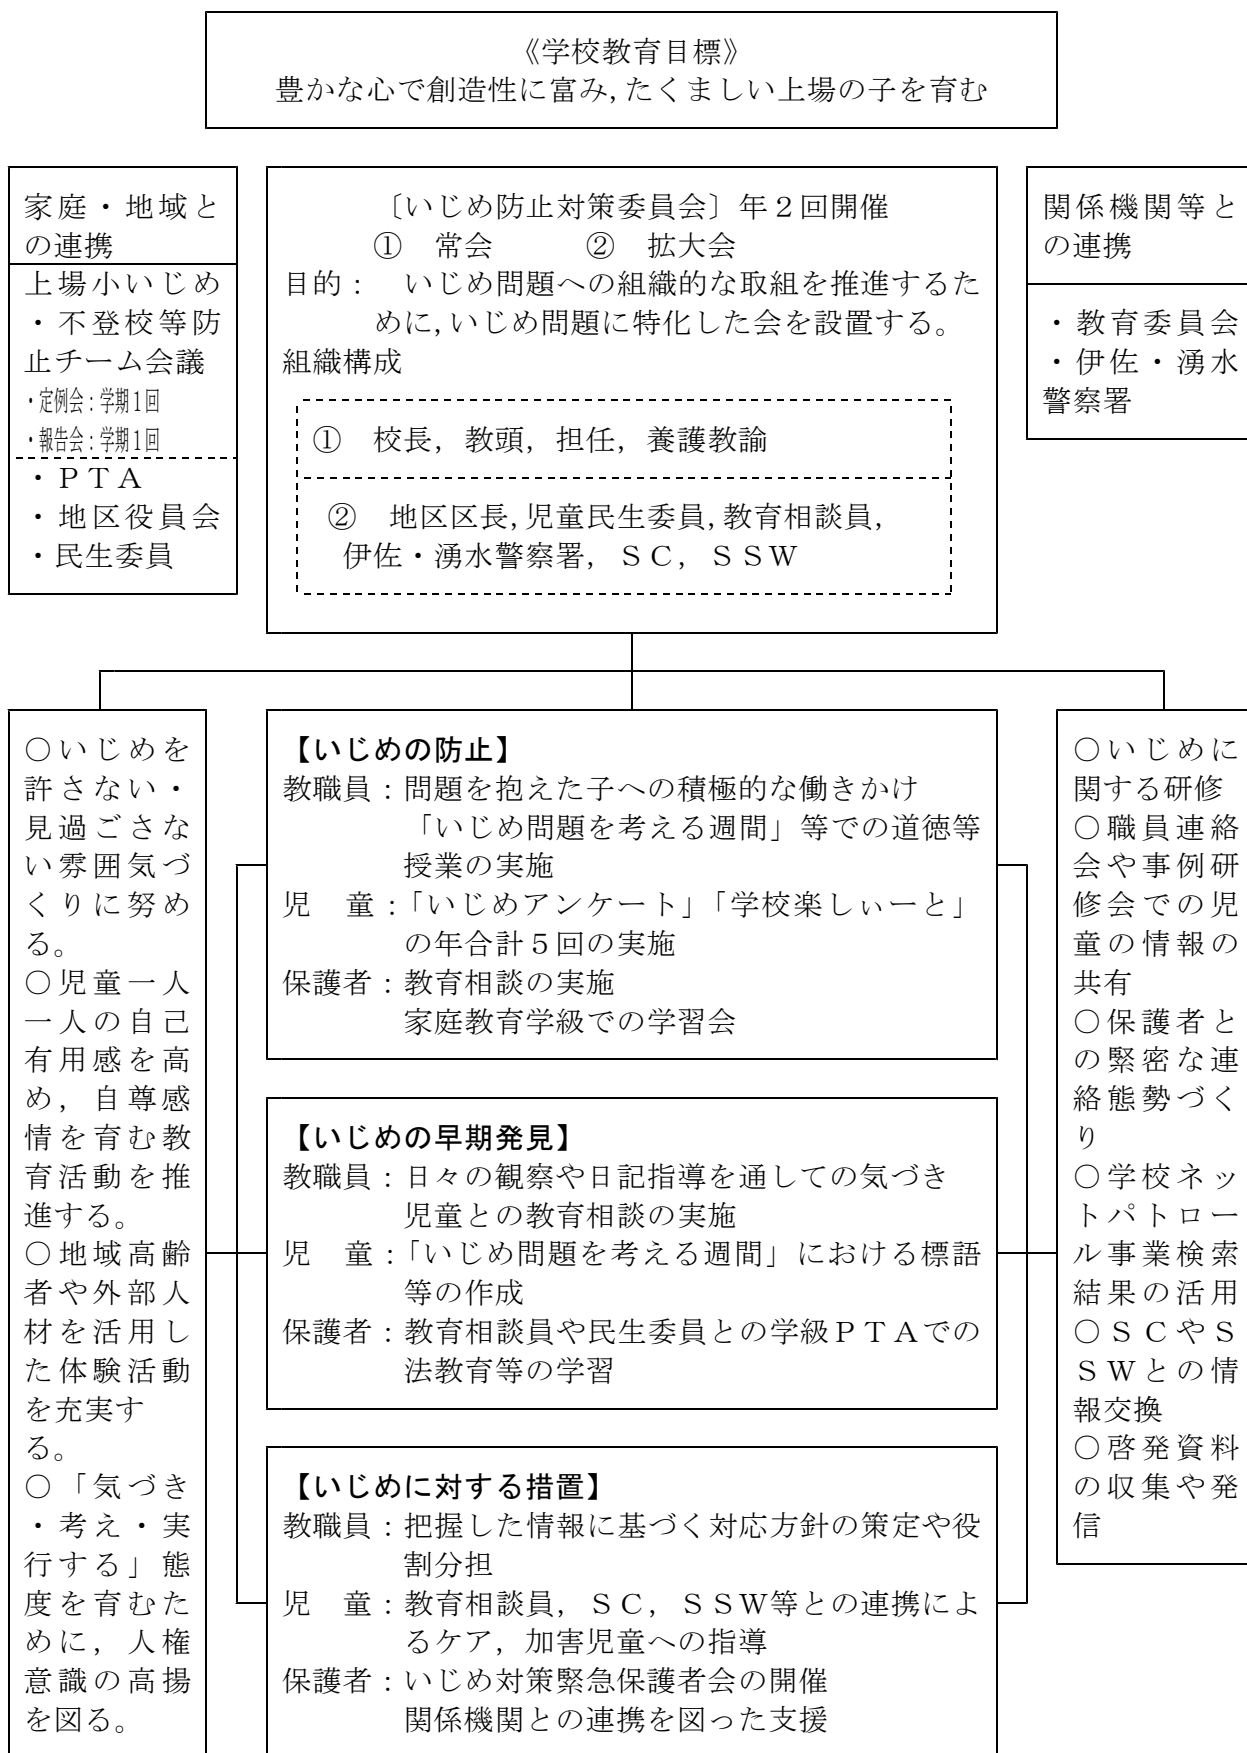 《学校教育目標》
豊かな心で創造性に富み,たくましい上場の子を育む
家庭・地域と
の連携
上場小いじめ
・不登校等防
止チーム会議
・定例会:学期1回
・報告会:学期1回
・ＰＴＡ
・地区役員会
・民生委員
〔いじめ防止対策委員会〕年２回開催
①　常会　　　②　拡大会
目的：　いじめ問題への組織的な取組を推進するた
めに,いじめ問題に特化した会を設置する。
組織構成
①　校長，教頭，担任，養護教諭
②　地区区長,児童民生委員,教育相談員,
伊佐・湧水警察署，ＳＣ，ＳＳＷ
関係機関等と
の連携
・教育委員会
・伊佐・湧水
警察署
○いじめを
許さない・
見過ごさな
い雰囲気づ
くりに努め
る。
○児童一人
一人の自己
有用感を高
め，自尊感
情を育む教
育活動を推
進する。
○地域高齢
者や外部人
材を活用し
た体験活動
を充実す
る。
○「気づき
・考え・実
行する」態
度を育むた
めに，人権
意識の高揚
を図る。
【いじめの防止】
教職員：問題を抱えた子への積極的な働きかけ
「いじめ問題を考える週間」等での道徳等
授業の実施
児　童：「いじめアンケート」「学校楽しぃーと」
の年合計５回の実施
保護者：教育相談の実施
家庭教育学級での学習会
【いじめの早期発見】
教職員：日々の観察や日記指導を通しての気づき
児童との教育相談の実施
児　童：「いじめ問題を考える週間」における標語
等の作成
保護者：教育相談員や民生委員との学級ＰＴＡでの
法教育等の学習
【いじめに対する措置】
教職員：把握した情報に基づく対応方針の策定や役
割分担
児　童：教育相談員，ＳＣ，ＳＳＷ等との連携によ
るケア，加害児童への指導
保護者：いじめ対策緊急保護者会の開催
関係機関との連携を図った支援
○いじめに
関する研修
○職員連絡
会や事例研
修会での児
童の情報の
共有
○保護者と
の緊密な連
絡態勢づく
り
○学校ネッ
トパトロー
ル事業検索
結果の活用
○ＳＣやＳ
ＳＷとの情
報交換
○啓発資料
の収集や発
信